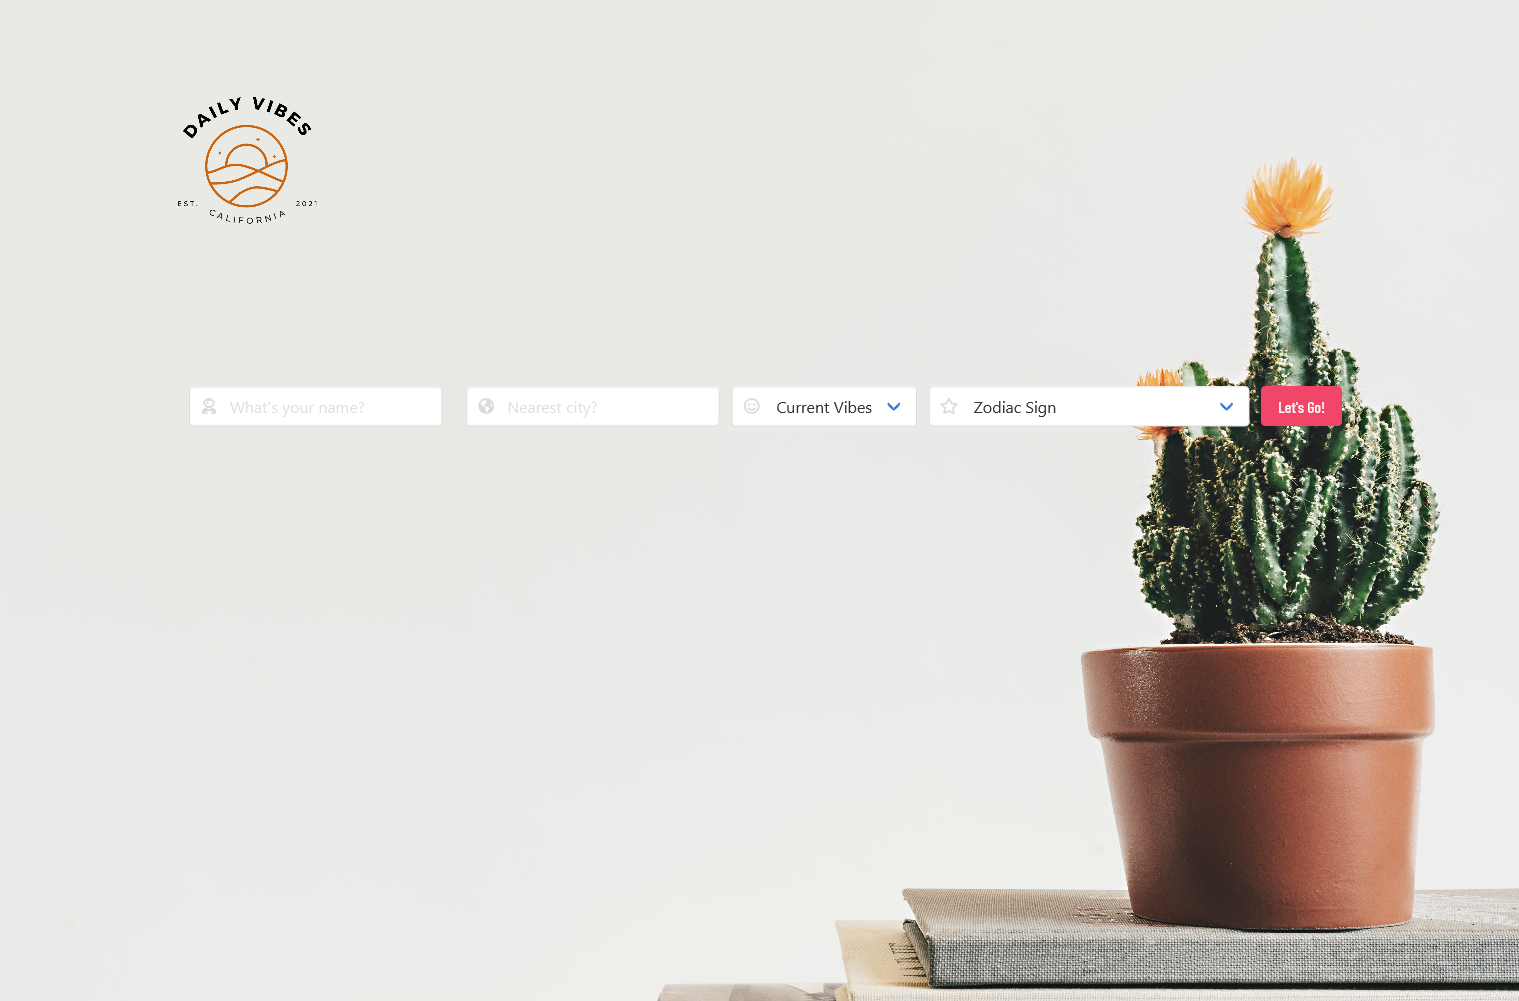 DAILY VIBES
EST.
2021
CALIFORNIA
What's your name?
Nearest city?
Current Vibes
Zodiac Sign
Let's Go!